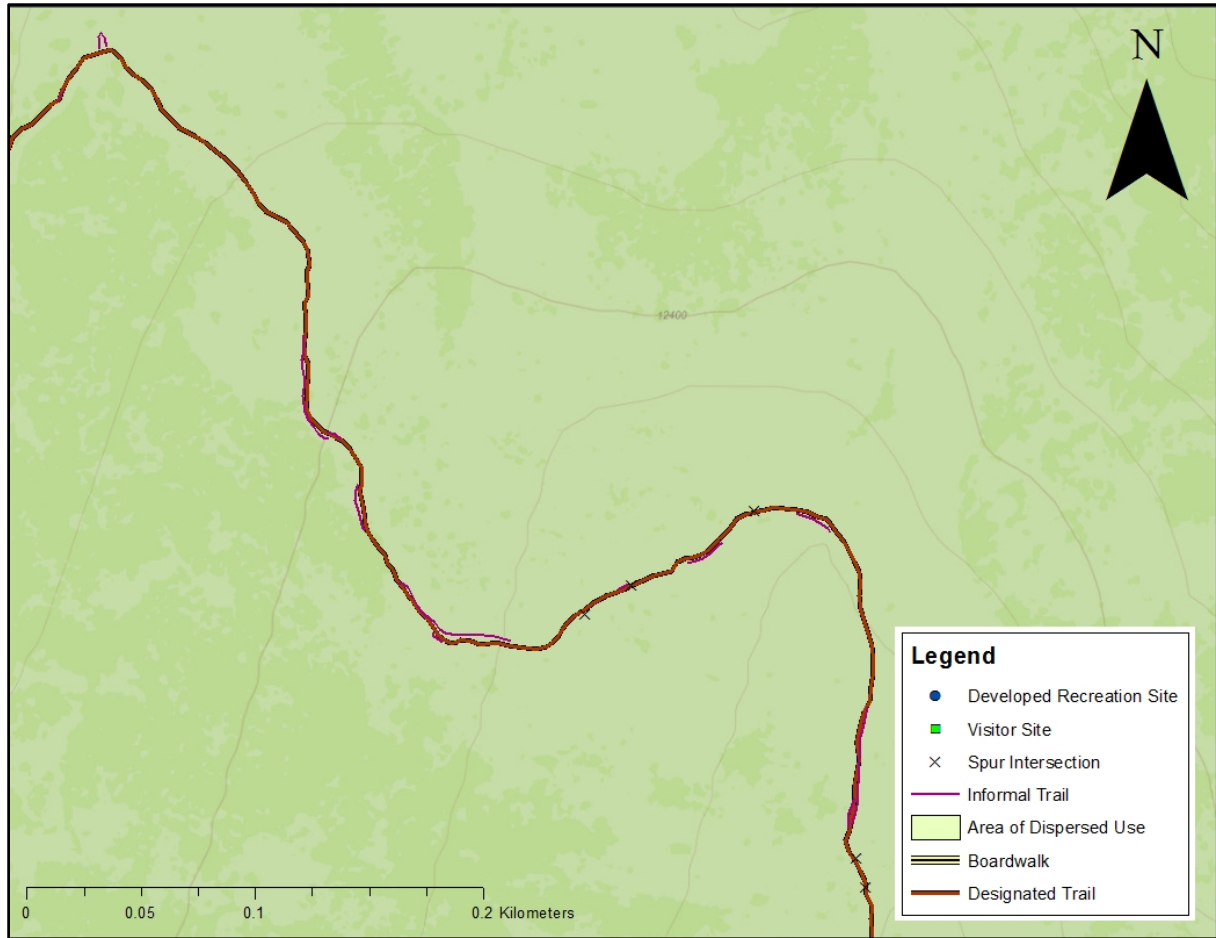 N
12400
Legend
Developed Recreation Site
Visitor Site
Spur Intersection
Informal Trail
Area of Dispersed Use
Boardwalk
Designated Trail
0 0.05 0.1 0.2 Kilometers